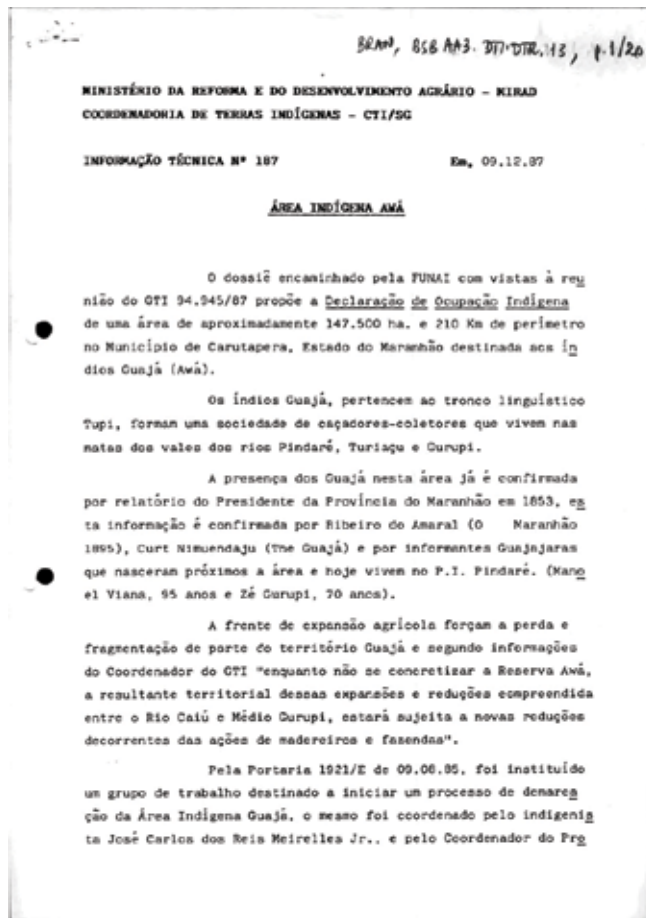 BRAN, BSB AA3. DTI.DTR. 13, p.1/20
MINISTÉRIO DA REFORMA E DO DESENVOLVIMENTO AGRÁRIO - MIRAD
COORDENADORIA DE TERRAS INDÍGENAS - CTI/SG
INFORMAÇÃO TÉCNICA Nº 187 Em, 09.12.87
ÁREA INDÍGENA AWÁ
O dossiê encaminhado pela FUNAI com vistas à reu
nião do GTI 94.945/87 propõe a Declaração de Ocupação Indígena
de uma área de aproximadamente 147.500 ha. e 210 Km de perímetro
no Município de Carutapera, Estado do Maranhão destinada aos ín
dios Guajá (Awá).
Os índios Guajá, pertencem ao tronco linguístico
Tupi, formam uma sociedade de caçadores-coletores que vivem nas
matas dos vales dos rios Pindaré, Turiaçu e Gurupi.
A presença dos Guajá nesta área já é confirmada
por relatório do Presidente da Província do Maranhão em 1853, es
ta informação é confirmada por Ribeiro do Amaral (O Maranhão
1895), Curt Nimuendaju (The Guajá) e por informantes Guajajaras
que nasceram próximos a área e hoje vivem no P.I. Pindaré. (Mano
el Viana, 95 anos e Zé Gurupi, 70 anos).
A frente de expansão agrícola forçam a perda e
fragmentação de parte do território Guajá e segundo informações
do Coordenador do GTI "enquanto não se concretizar a Reserva Awá,
a resultante territorial dessas expansões e reduções compreendida
entre o Rio Caiú e Médio Gurupi, estará sujeita a novas reduções
decorrentes das ações de madereiros e fazendas".
Pela Portaria 1921/E de 09.08.85, foi instituído
um grupo de trabalho destinado a iniciar um processo de demarca
ção da Área Indígena Guajá, o mesmo foi coordenado pelo indigenis
ta José Carlos dos Reis Meirelles Jr., e pelo Coordenador do Pro